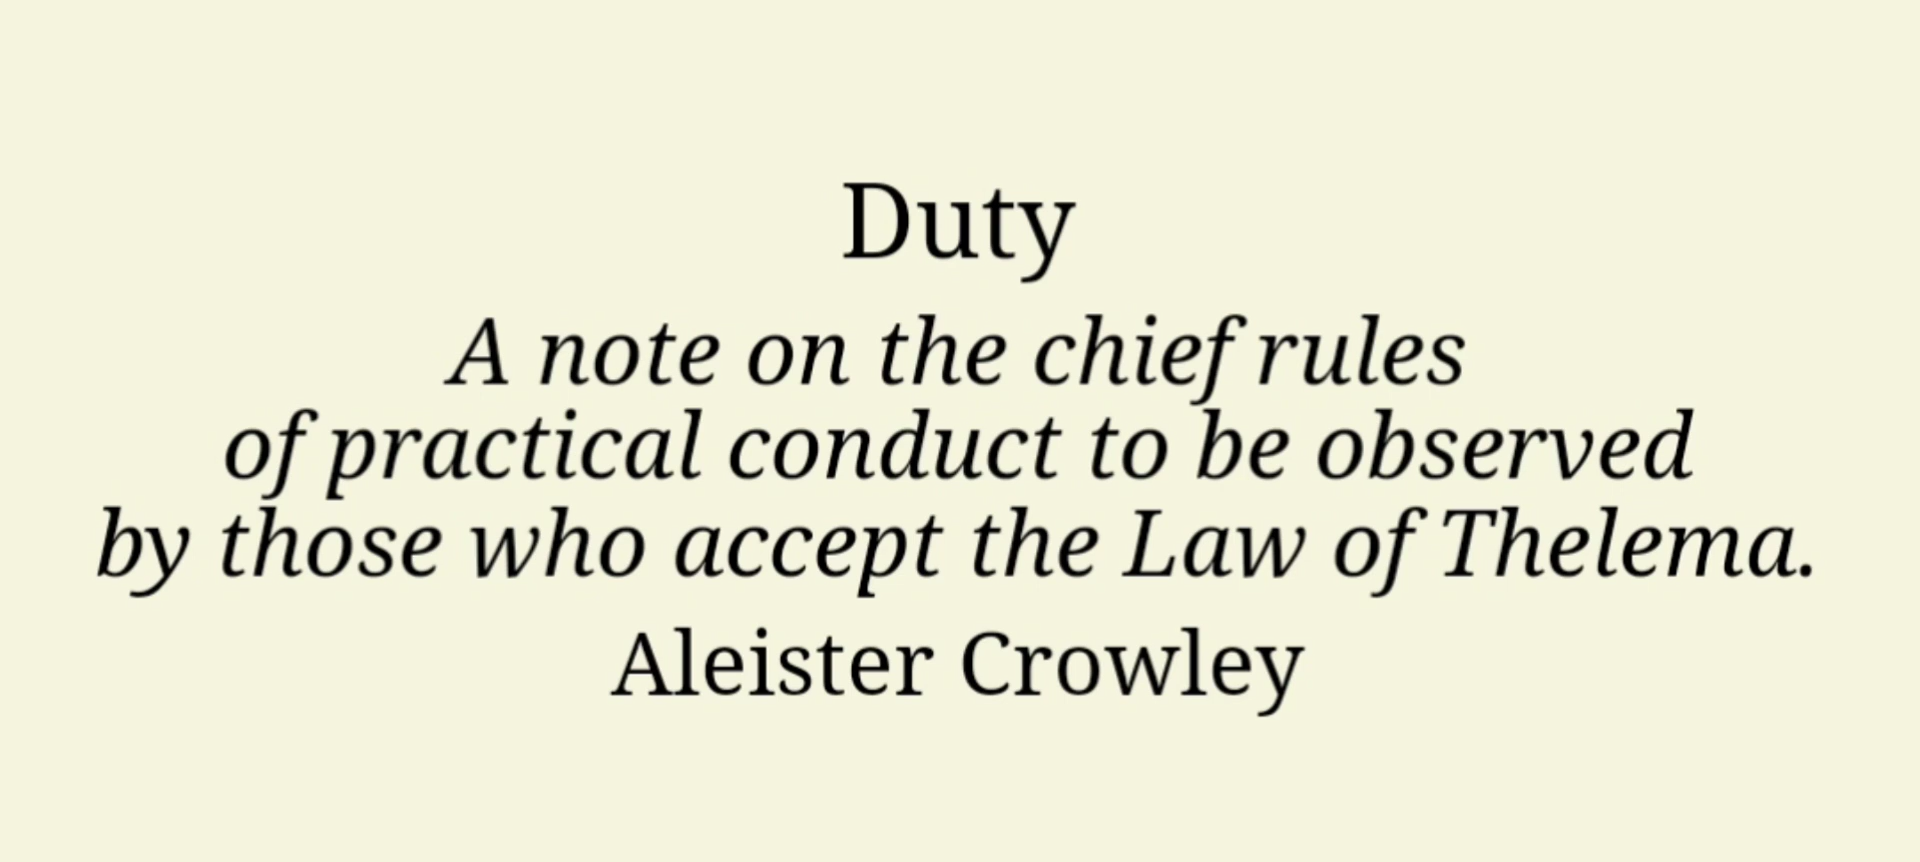 Duty
A note on the chief rules
of practical conduct to be observed
by those who accept the Law of Thelema.
Aleister Crowley